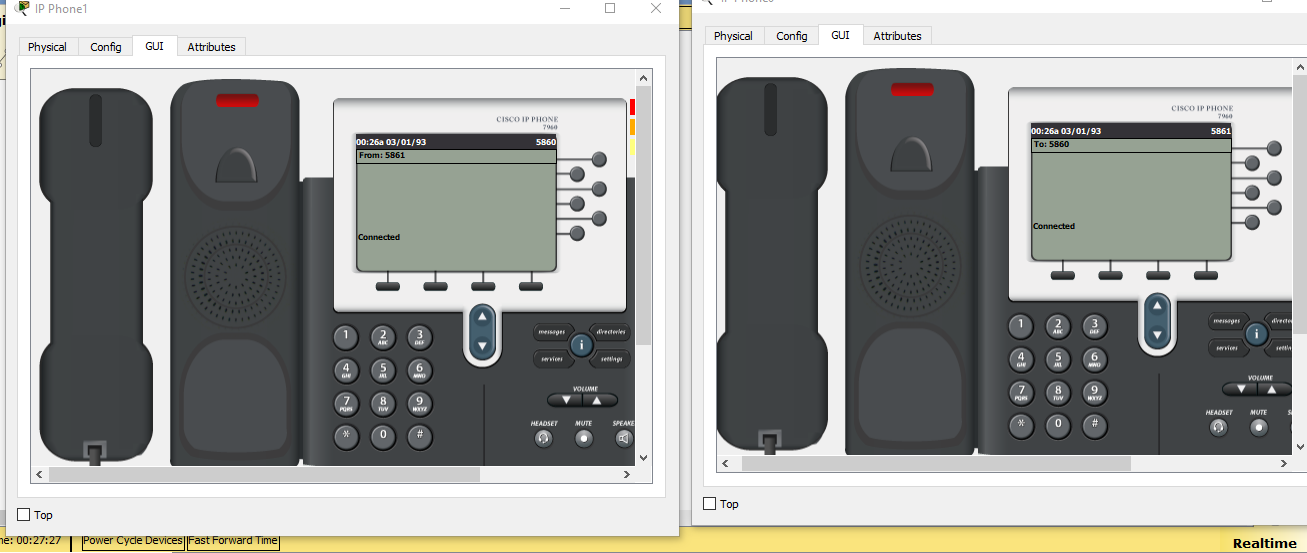 IP Phone1
Physical Config GUI Attributes
CISCO IP PHONE
7960
00:26a 03/01/93 5860
From: 5861
Connected
1 2 ABC 3 DEF
4 GHI 5 JKL 6 MNO
7 PQRS 8 TUV 9 WXYZ
* 0 #
messages directories
i
services settings
VOLUME
HEADSET MUTE SPEAKE
Top
Physical Config GUI Attributes
CISCO IP PHONE
7960
00:26a 03/01/93 5861
To: 5860
Connected
1 2 ABC 3 DEF
4 GHI 5 JKL 6 MNO
7 PQRS 8 TUV 9 WXYZ
* 0 #
messages directorie
i
services settin
VOLUME
HEADSET MUTE
Top
me: 00:27:27 Power Cycle Devices Fast Forward Time
Realtime